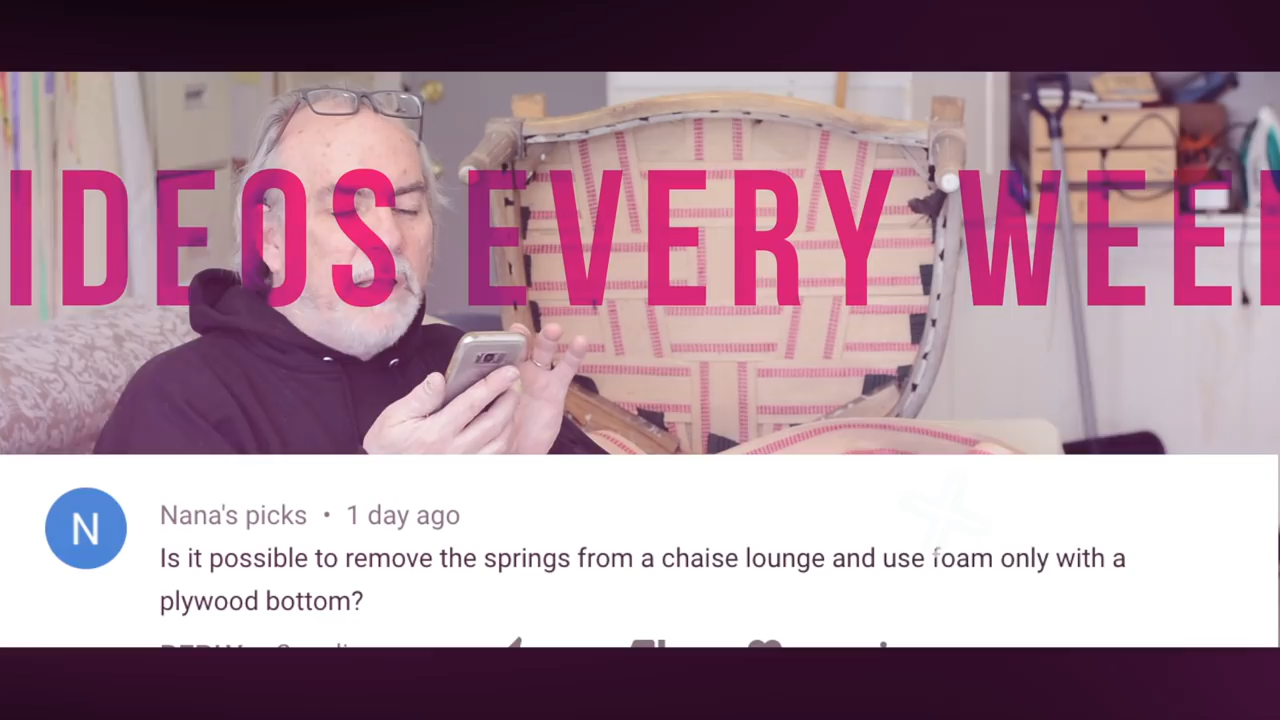 IDEOS EVERY WEE
N
Nana's picks • 1 day ago
Is it possible to remove the springs from a chaise lounge and use foam only with a
plywood bottom?